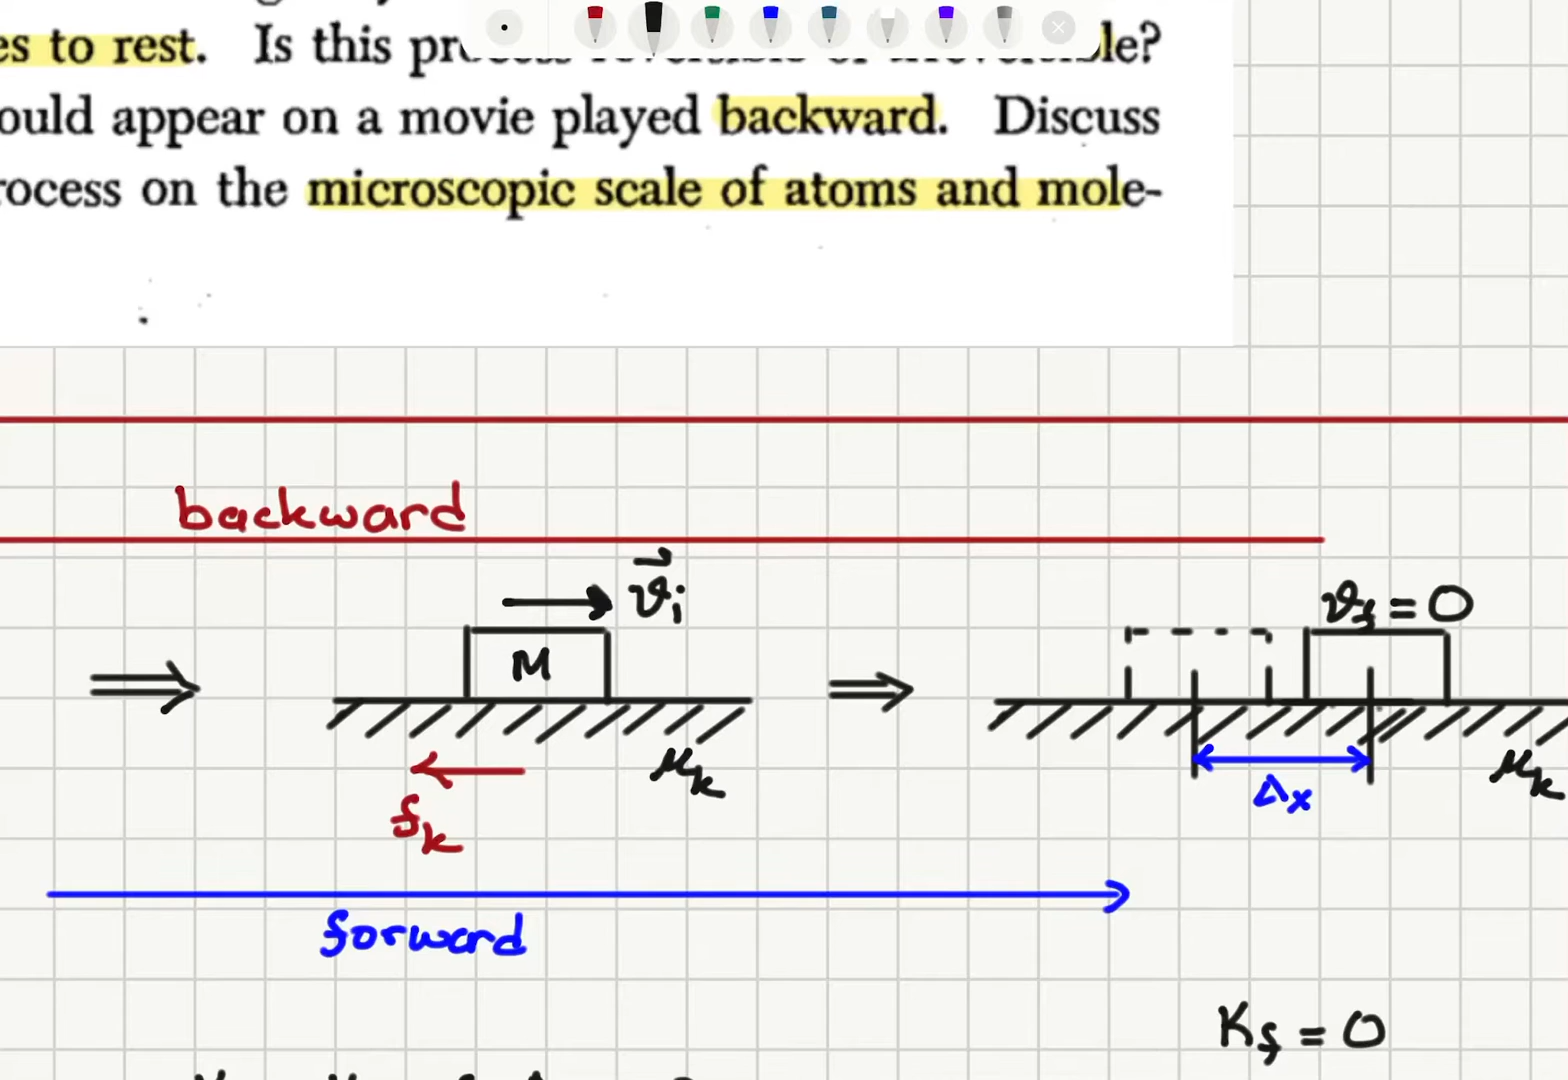 es to rest. Is this le?
ould appear on a movie played backward. Discuss
rocess on the microscopic scale of atoms and mole-
backward
v⃗i
M
fk
μk
vf = 0
Δx
μk
forward
Kf = 0